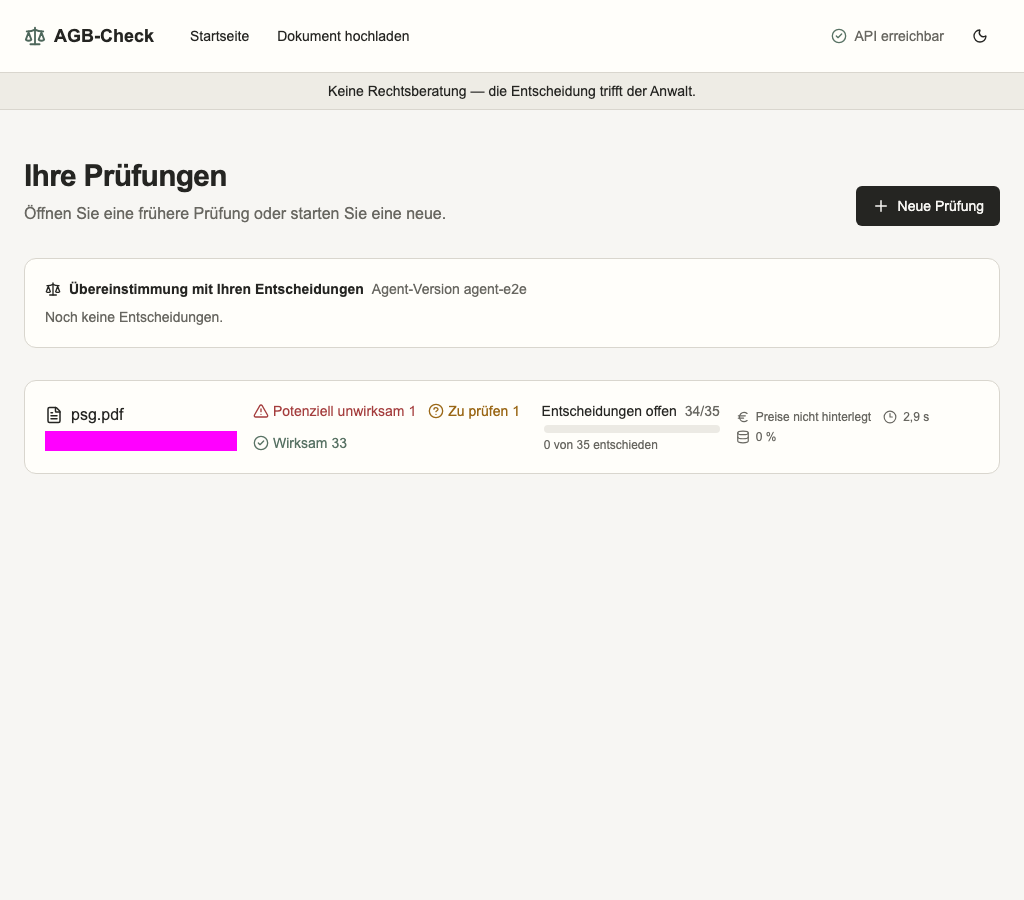 AGB-Check
Startseite
Dokument hochladen
API erreichbar
Keine Rechtsberatung — die Entscheidung trifft der Anwalt.
Ihre Prüfungen
Öffnen Sie eine frühere Prüfung oder starten Sie eine neue.
Neue Prüfung
Übereinstimmung mit Ihren Entscheidungen Agent-Version agent-e2e
Noch keine Entscheidungen.
psg.pdf
Potenziell unwirksam 1
Zu prüfen 1
Wirksam 33
Entscheidungen offen 34/35
0 von 35 entschieden
Preise nicht hinterlegt
2,9 s
0 %